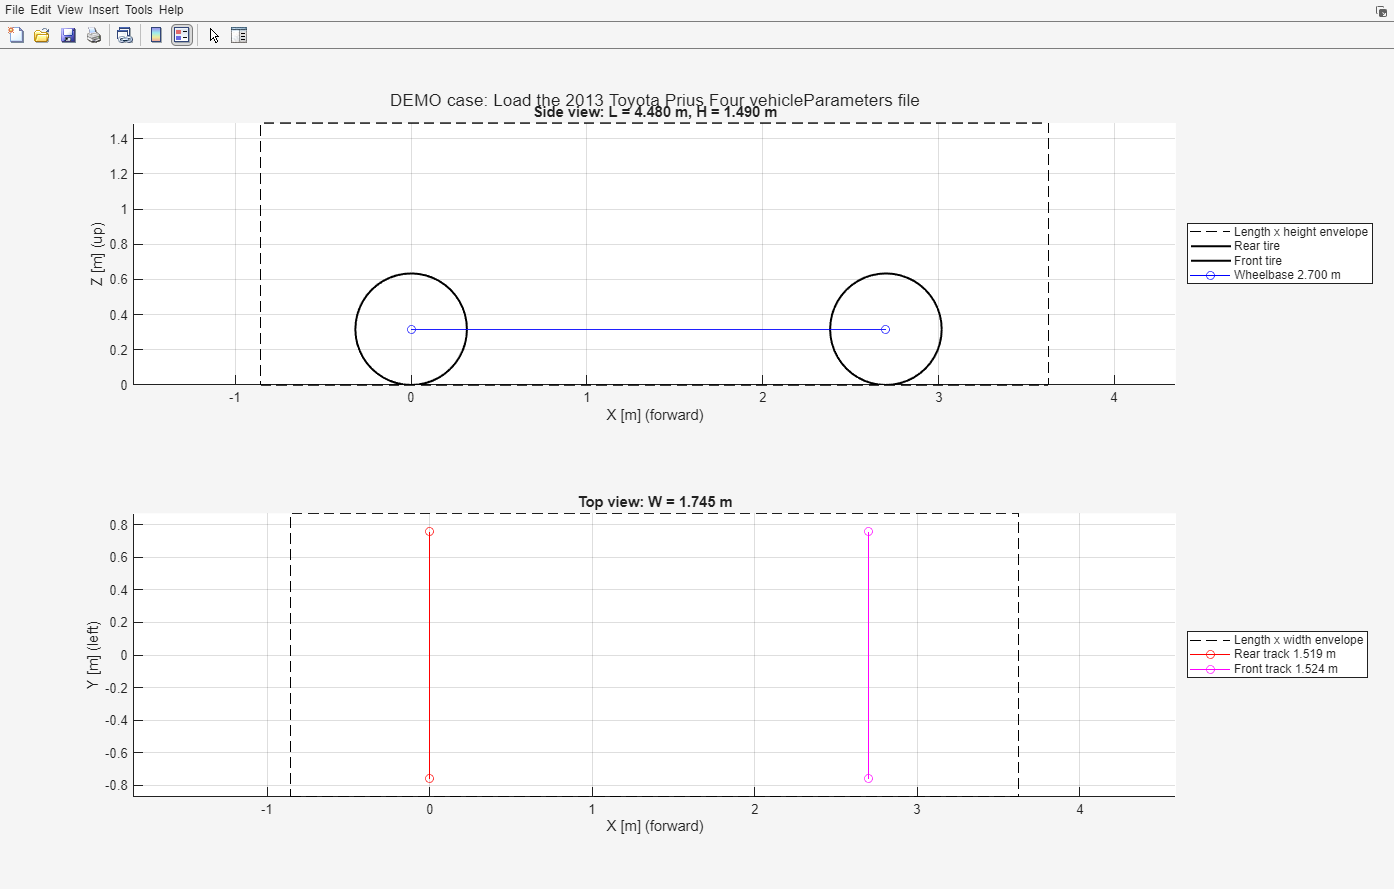 File Edit View Insert Tools Help
DEMO case: Load the 2013 Toyota Prius Four vehicleParameters file
Side view: L = 4.480 m, H = 1.490 m
1.4
1.2
1
0.8
0.6
0.4
0.2
0
Z [m] (up)
-1 0 1 2 3 4
X [m] (forward)
Length x height envelope
Rear tire
Front tire
Wheelbase 2.700 m
Top view: W = 1.745 m
0.8
0.6
0.4
0.2
0
-0.2
-0.4
-0.6
-0.8
Y [m] (left)
-1 0 1 2 3 4
X [m] (forward)
Length x width envelope
Rear track 1.519 m
Front track 1.524 m